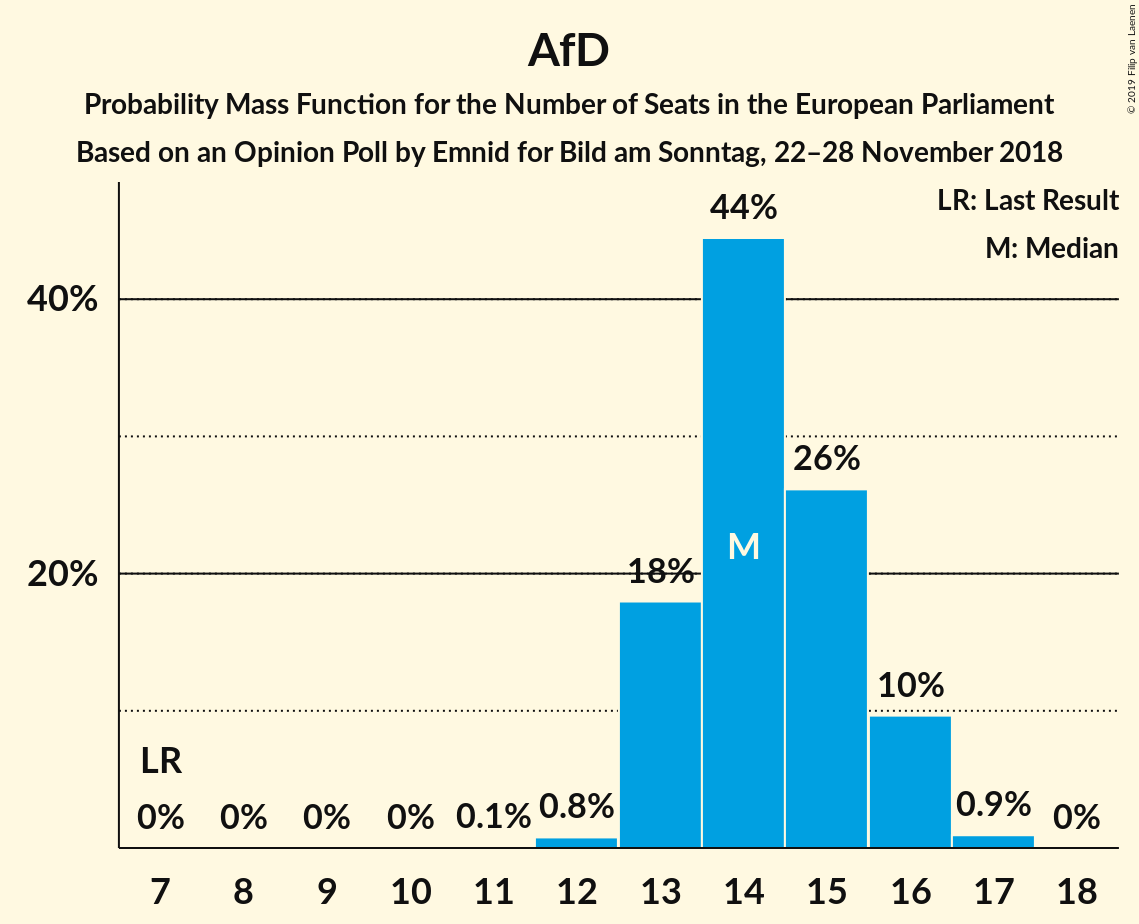 AfD
Probability Mass Function for the Number of Seats in the European Parliament
Based on an Opinion Poll by Emnid for Bild am Sonntag, 22–28 November 2018
© 2019 Filip van Laenen
LR: Last Result
M: Median
44%
40%
26%
M
20%
18%
10%
LR
0% 0% 0% 0% 0.1% 0.8% 0.9% 0%
7 8 9 10 11 12 13 14 15 16 17 18